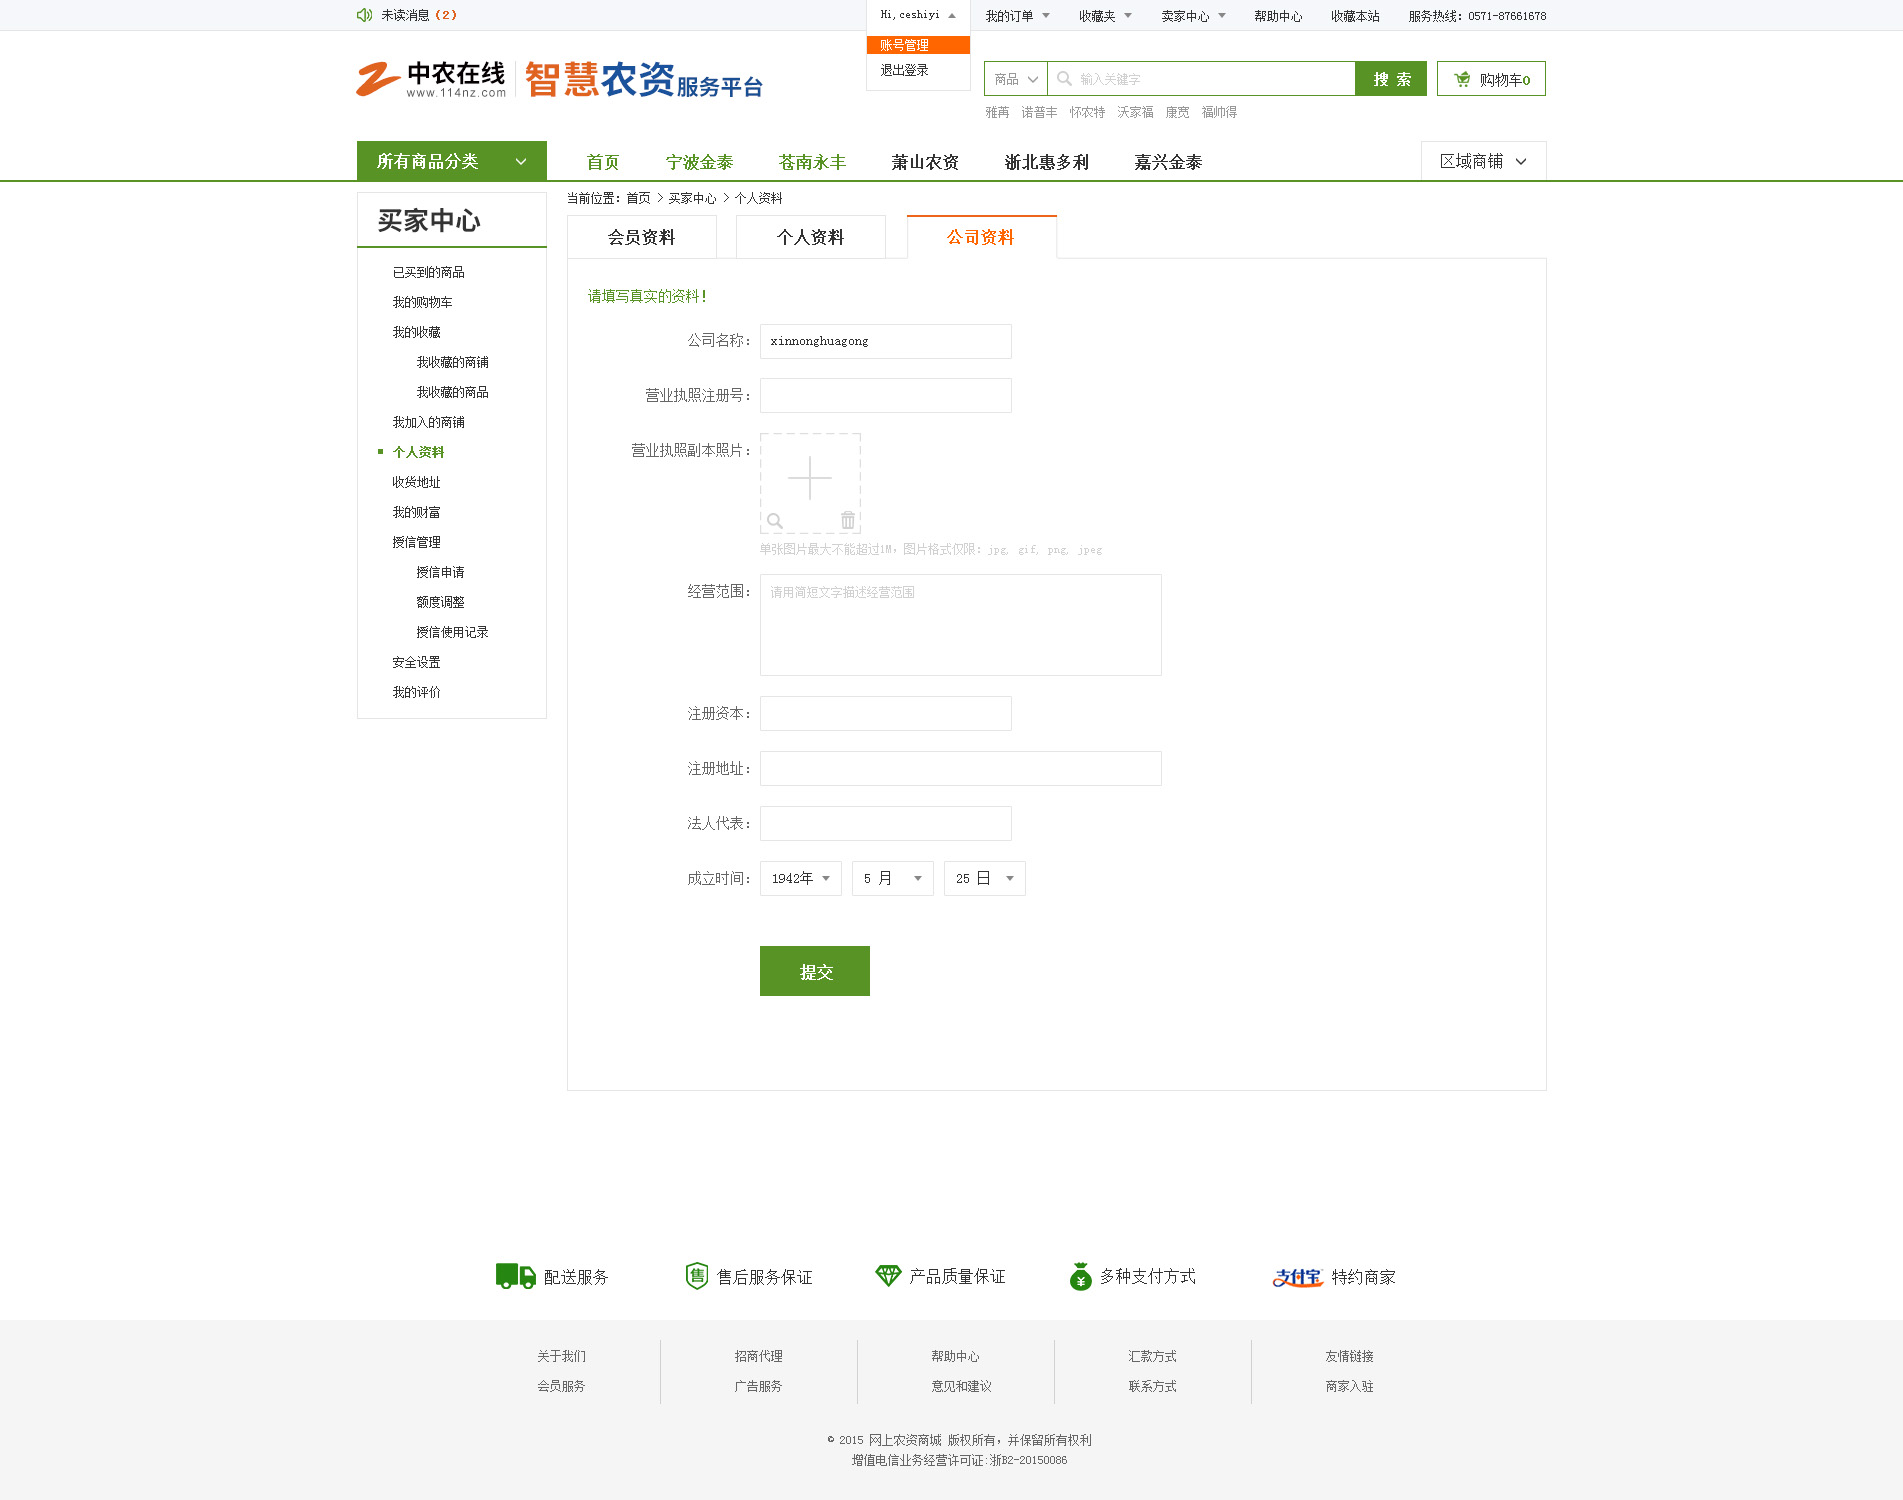 未读消息（2）
Hi,ceshiyi
我的订单
收藏夹
卖家中心
帮助中心
收藏本站
服务热线：0571-87661678
账号管理
退出登录
中农在线
www.114nz.com
智慧农资服务平台
商品
输入关键字
搜 索
购物车0
雅苒 诺普丰 怀农特 沃家福 康宽 福帅得
所有商品分类
首页
宁波金泰
苍南永丰
萧山农资
浙北惠多利
嘉兴金泰
区域商铺
买家中心
已买到的商品
我的购物车
我的收藏
我收藏的商铺
我收藏的商品
我加入的商铺
个人资料
收货地址
我的财富
授信管理
授信申请
额度调整
授信使用记录
安全设置
我的评价
当前位置：首页 > 买家中心 > 个人资料
会员资料
个人资料
公司资料
请填写真实的资料！
公司名称：
xinnonghuagong
营业执照注册号：
营业执照副本照片：
单张图片最大不能超过1M，图片格式仅限：jpg, gif, png, jpeg
经营范围：
请用简短文字描述经营范围
注册资本：
注册地址：
法人代表：
成立时间：
1942年
5 月
25 日
提交
配送服务
售
售后服务保证
产品质量保证
¥
多种支付方式
支付宝
特约商家
关于我们
招商代理
帮助中心
汇款方式
友情链接
会员服务
广告服务
意见和建议
联系方式
商家入驻
© 2015 网上农资商城 版权所有，并保留所有权利
增值电信业务经营许可证:浙B2-20150086